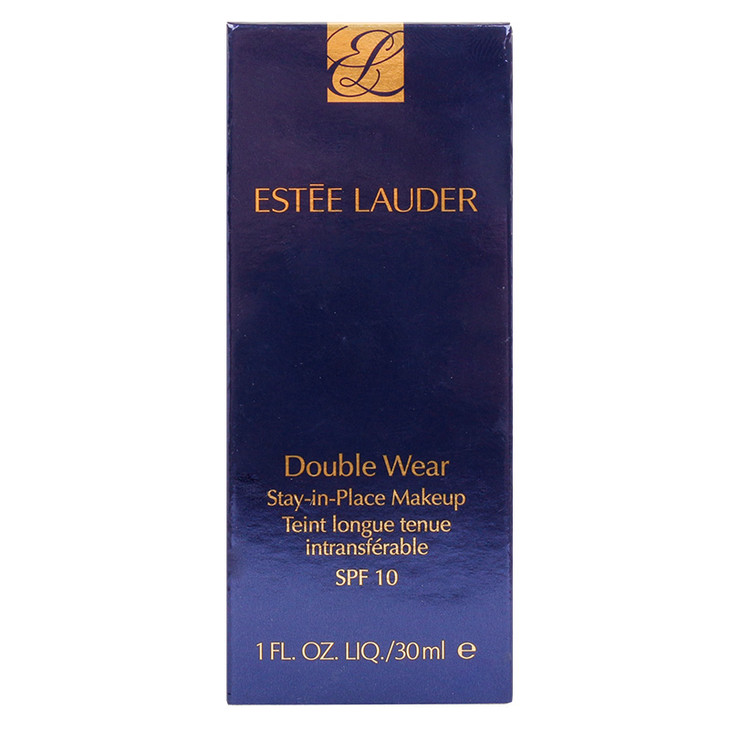 EL
ESTĒE LAUDER
Double Wear
Stay-in-Place Makeup
Teint longue tenue
intransférable
SPF 10
1 FL. OZ. LIQ./30ml ℮